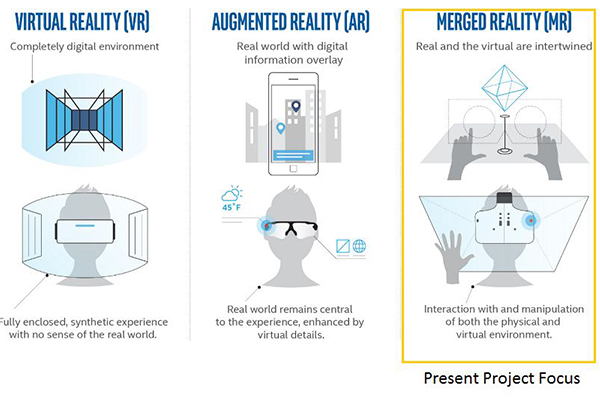 VIRTUAL REALITY (VR)
Completely digital environment
Fully enclosed, synthetic experience
with no sense of the real world.
AUGMENTED REALITY (AR)
Real world with digital
information overlay
45°F
Real world remains central
to the experience, enhanced by
virtual details.
MERGED REALITY (MR)
Real and the virtual are intertwined
Interaction with and manipulation
of both the physical and
virtual environment.
Present Project Focus